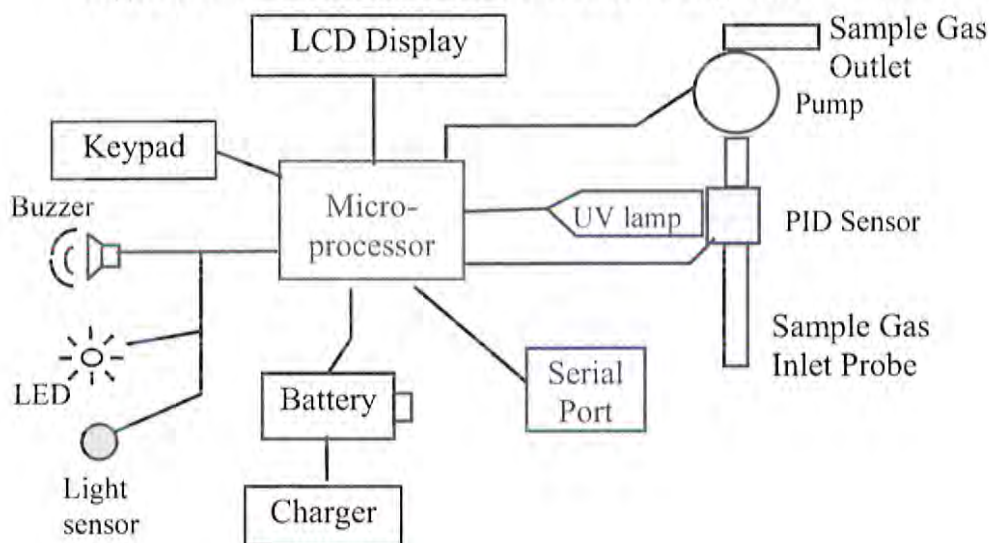 LCD Display
Sample Gas
Outlet
Pump
Keypad
Buzzer
Micro-
processor
UV lamp
PID Sensor
Sample Gas
Inlet Probe
LED
Battery
Serial
Port
Light
sensor
Charger